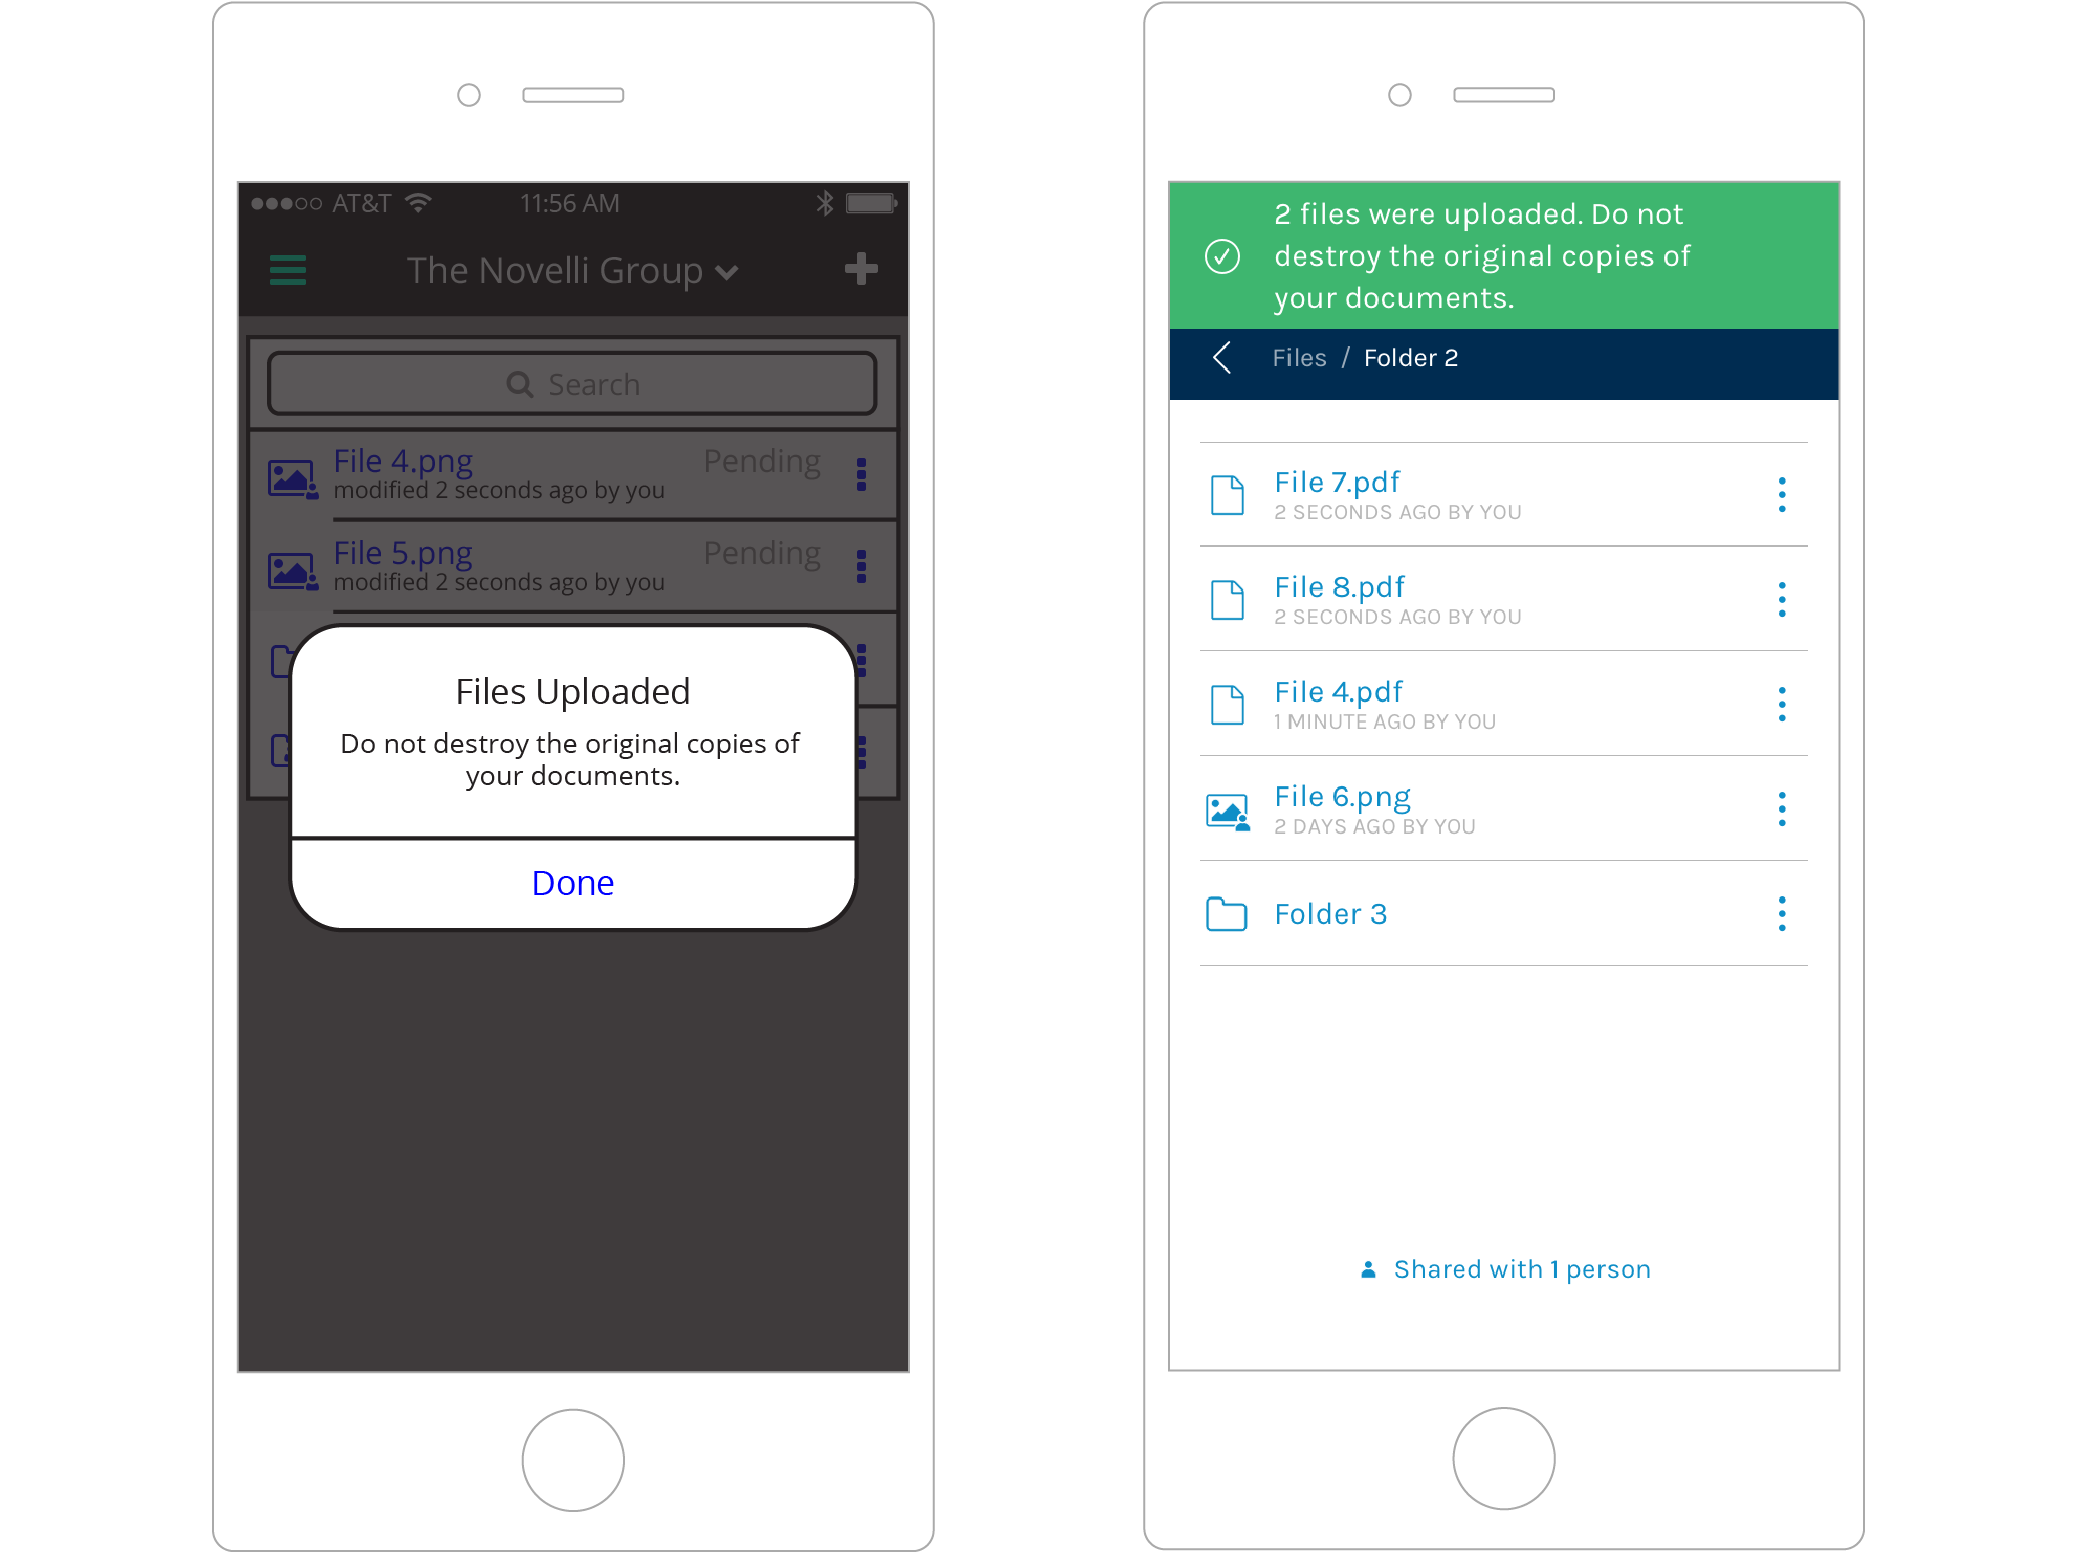 AT&T 11:56 AM
The Novelli Group
Search
File 4.png Pending
modified 2 seconds ago by you
File 5.png Pending
modified 2 seconds ago by you
Files Uploaded
Do not destroy the original copies of
your documents.
Done
2 files were uploaded. Do not
destroy the original copies of
your documents.
Files / Folder 2
File 7.pdf
2 SECONDS AGO BY YOU
File 8.pdf
2 SECONDS AGO BY YOU
File 4.pdf
1 MINUTE AGO BY YOU
File 6.png
2 DAYS AGO BY YOU
Folder 3
Shared with 1 person